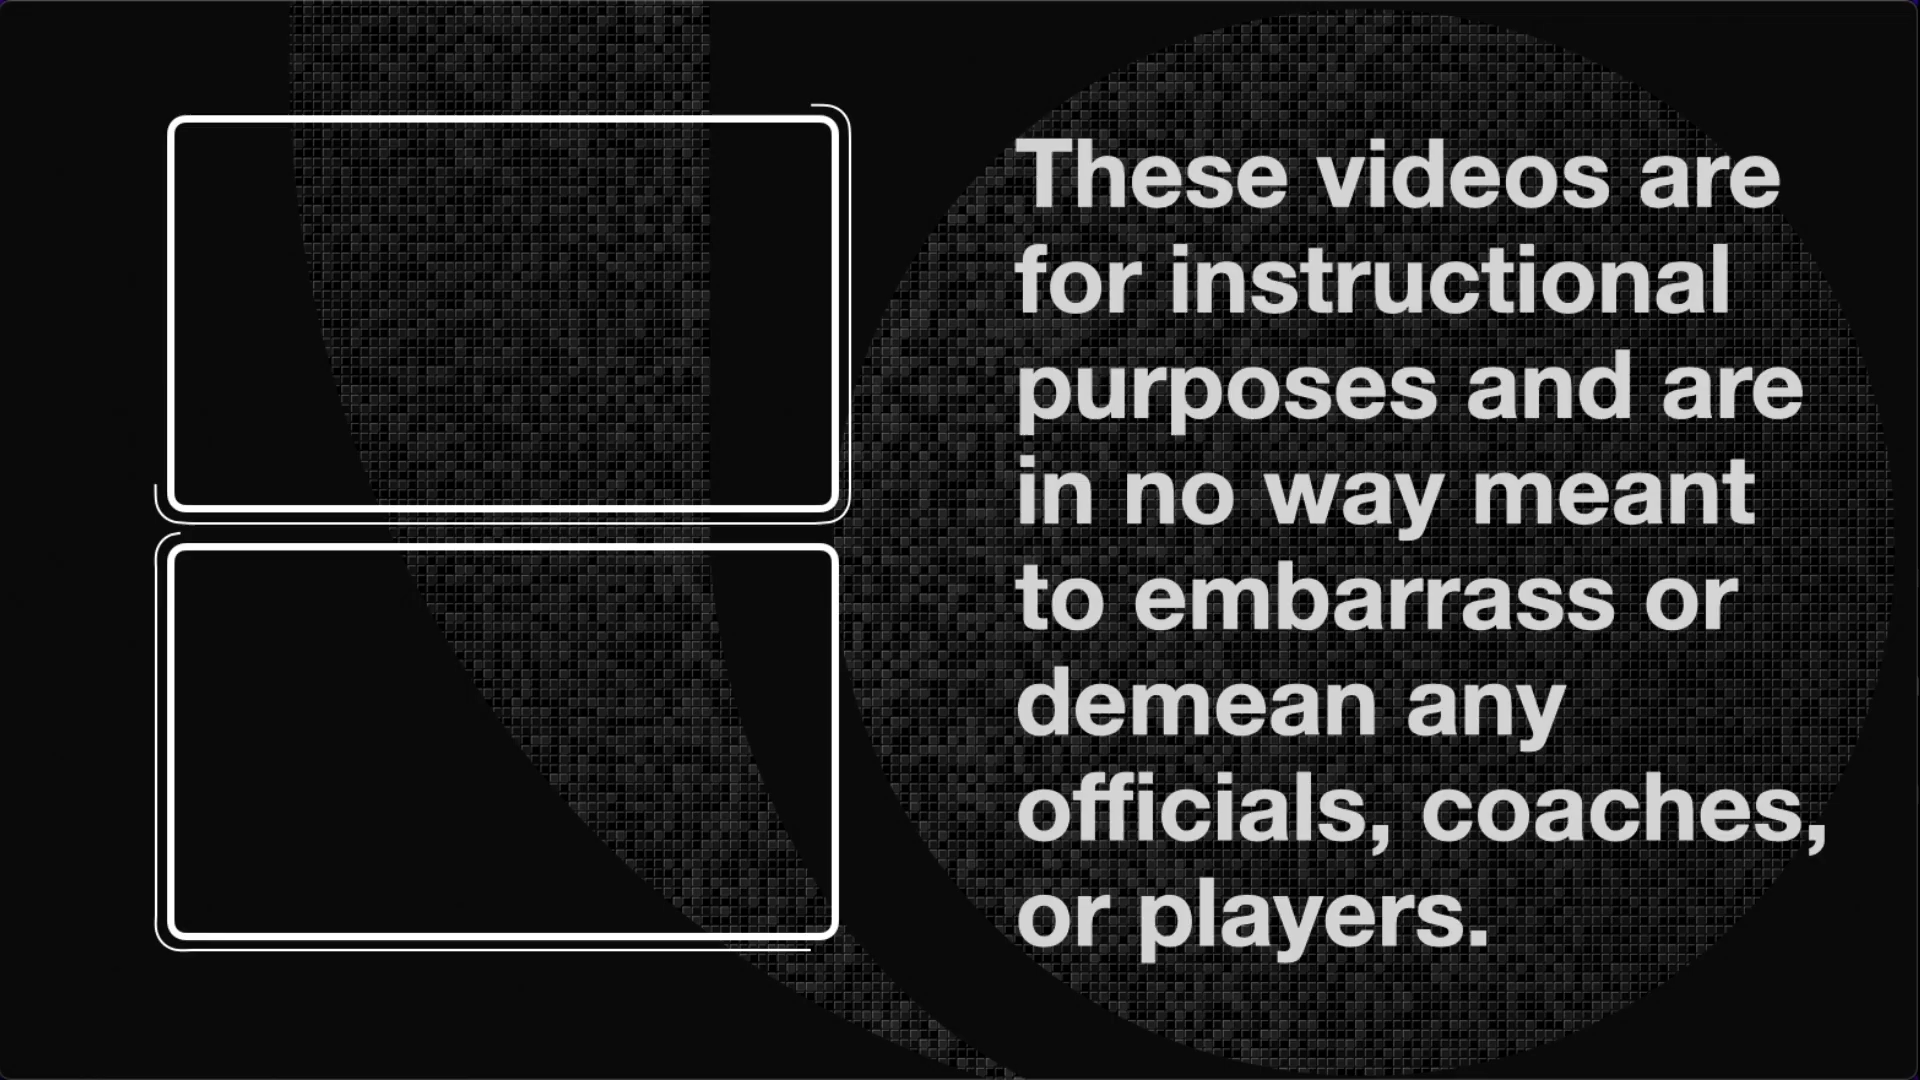 These videos are
for instructional
purposes and are
in no way meant
to embarrass or
demean any
officials, coaches,
or players.